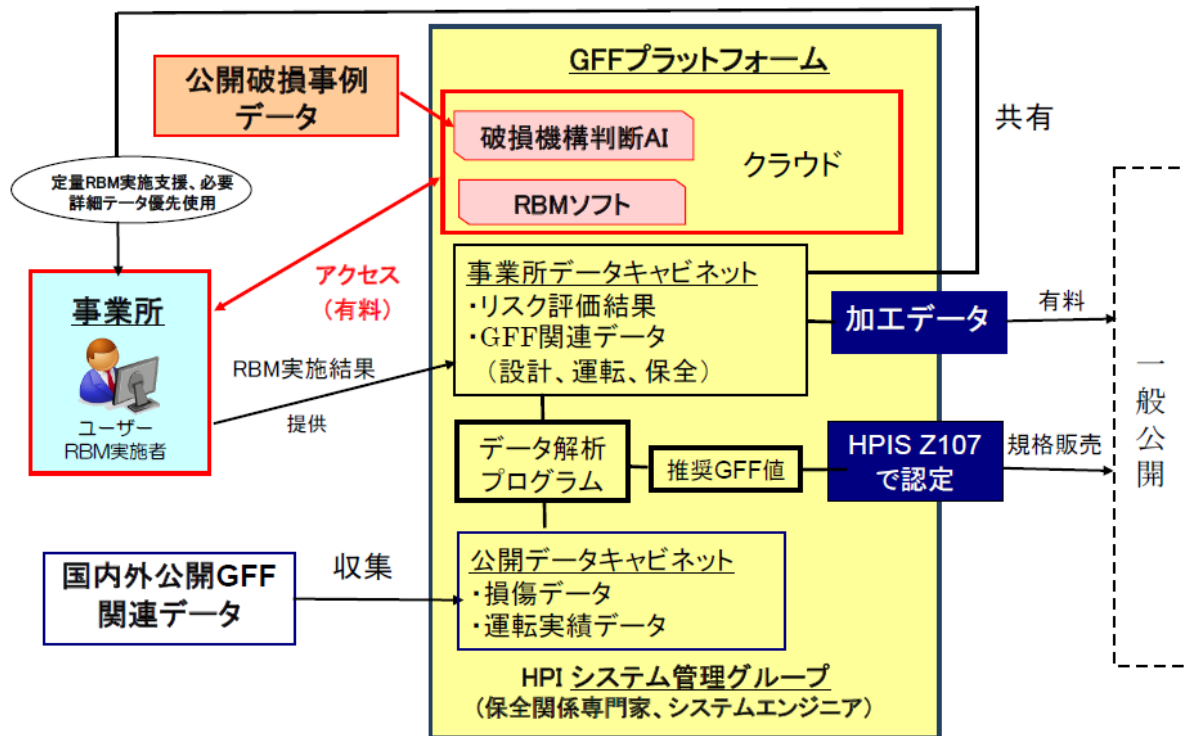 GFFプラットフォーム
公開破損事例
データ
破損機構判断AI
クラウド
RBMソフト
共有
定量RBM実施支援、必要
詳細テータ優先使用
アクセス
(有料)
事業所
ユーザー
RBM実施者
RBM実施結果
提供
事業所データキャビネット
・リスク評価結果
・GFF関連データ
(設計、運転、保全)
加工データ
有料
データ解析
プログラム
推奨GFF値
HPIS Z107
で認定
規格販売
一般公開
国内外公開GFF
関連データ
収集
公開データキャビネット
・損傷データ
・運転実績データ
HPI システム管理グループ
(保全関係専門家、システムエンジニア)